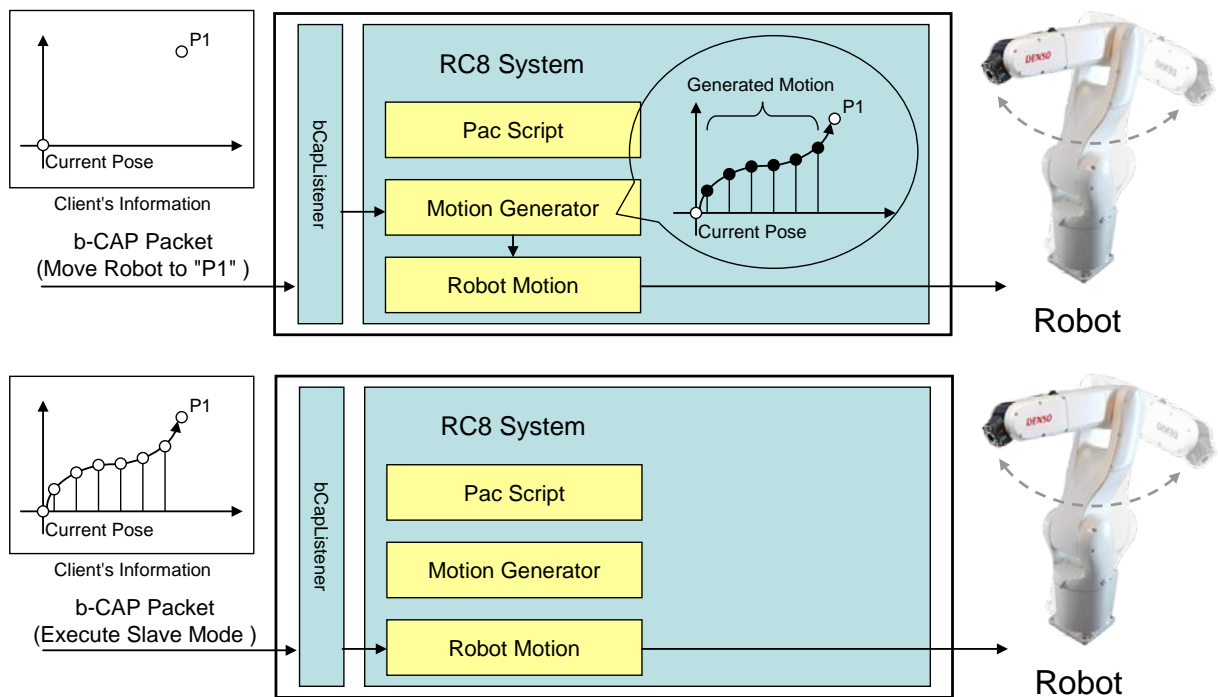 P1
Current Pose
Client's Information
b-CAP Packet
(Move Robot to "P1" )
bCapListener
RC8 System
Pac Script
Motion Generator
Robot Motion
Generated Motion
P1
Current Pose
DENSO
DENSO
Robot
P1
Current Pose
Client's Information
b-CAP Packet
(Execute Slave Mode )
bCapListener
RC8 System
Pac Script
Motion Generator
Robot Motion
DENSO
DENSO
Robot